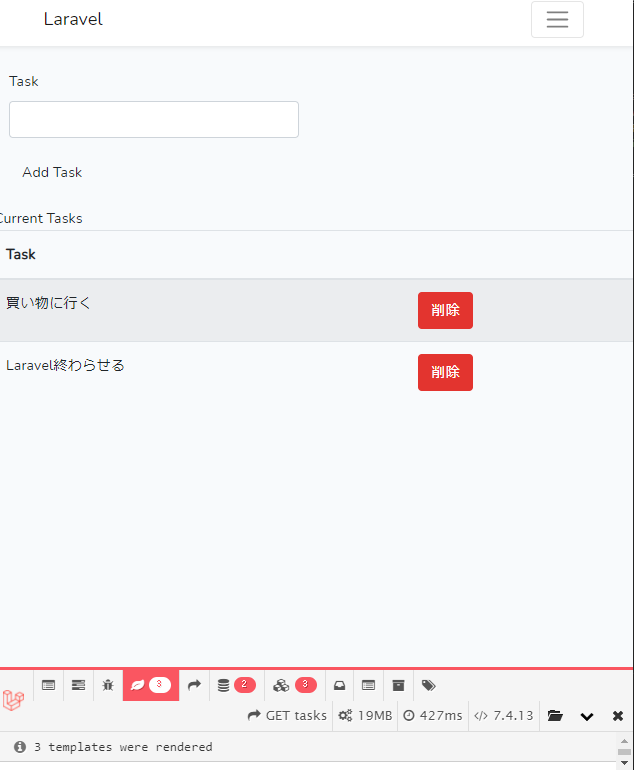 Laravel
Task
Add Task
Current Tasks
Task
買い物に行く 削除
Laravel終わらせる 削除
3 2 3
GET tasks 19MB 427ms 7.4.13
3 templates were rendered